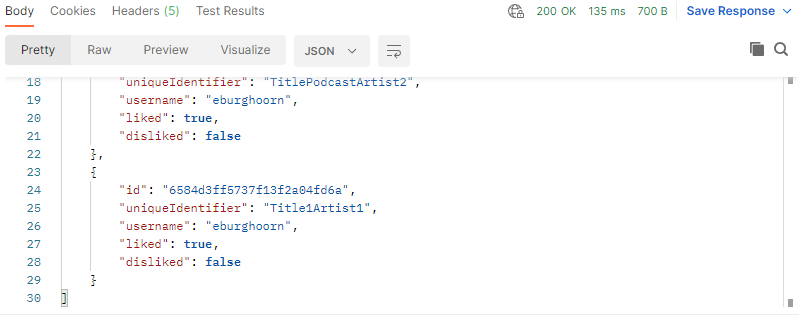 Body Cookies Headers (5) Test Results 200 OK 135 ms 700 B Save Response
Pretty Raw Preview Visualize JSON
18 "uniqueIdentifier": "TitlePodcastArtist2",
19 "username": "eburghoorn",
20 "liked": true,
21 "disliked": false
22 },
23 {
24 "id": "6584d3ff5737f13f2a04fd6a",
25 "uniqueIdentifier": "Title1Artist1",
26 "username": "eburghoorn",
27 "liked": true,
28 "disliked": false
29 }
30 ]